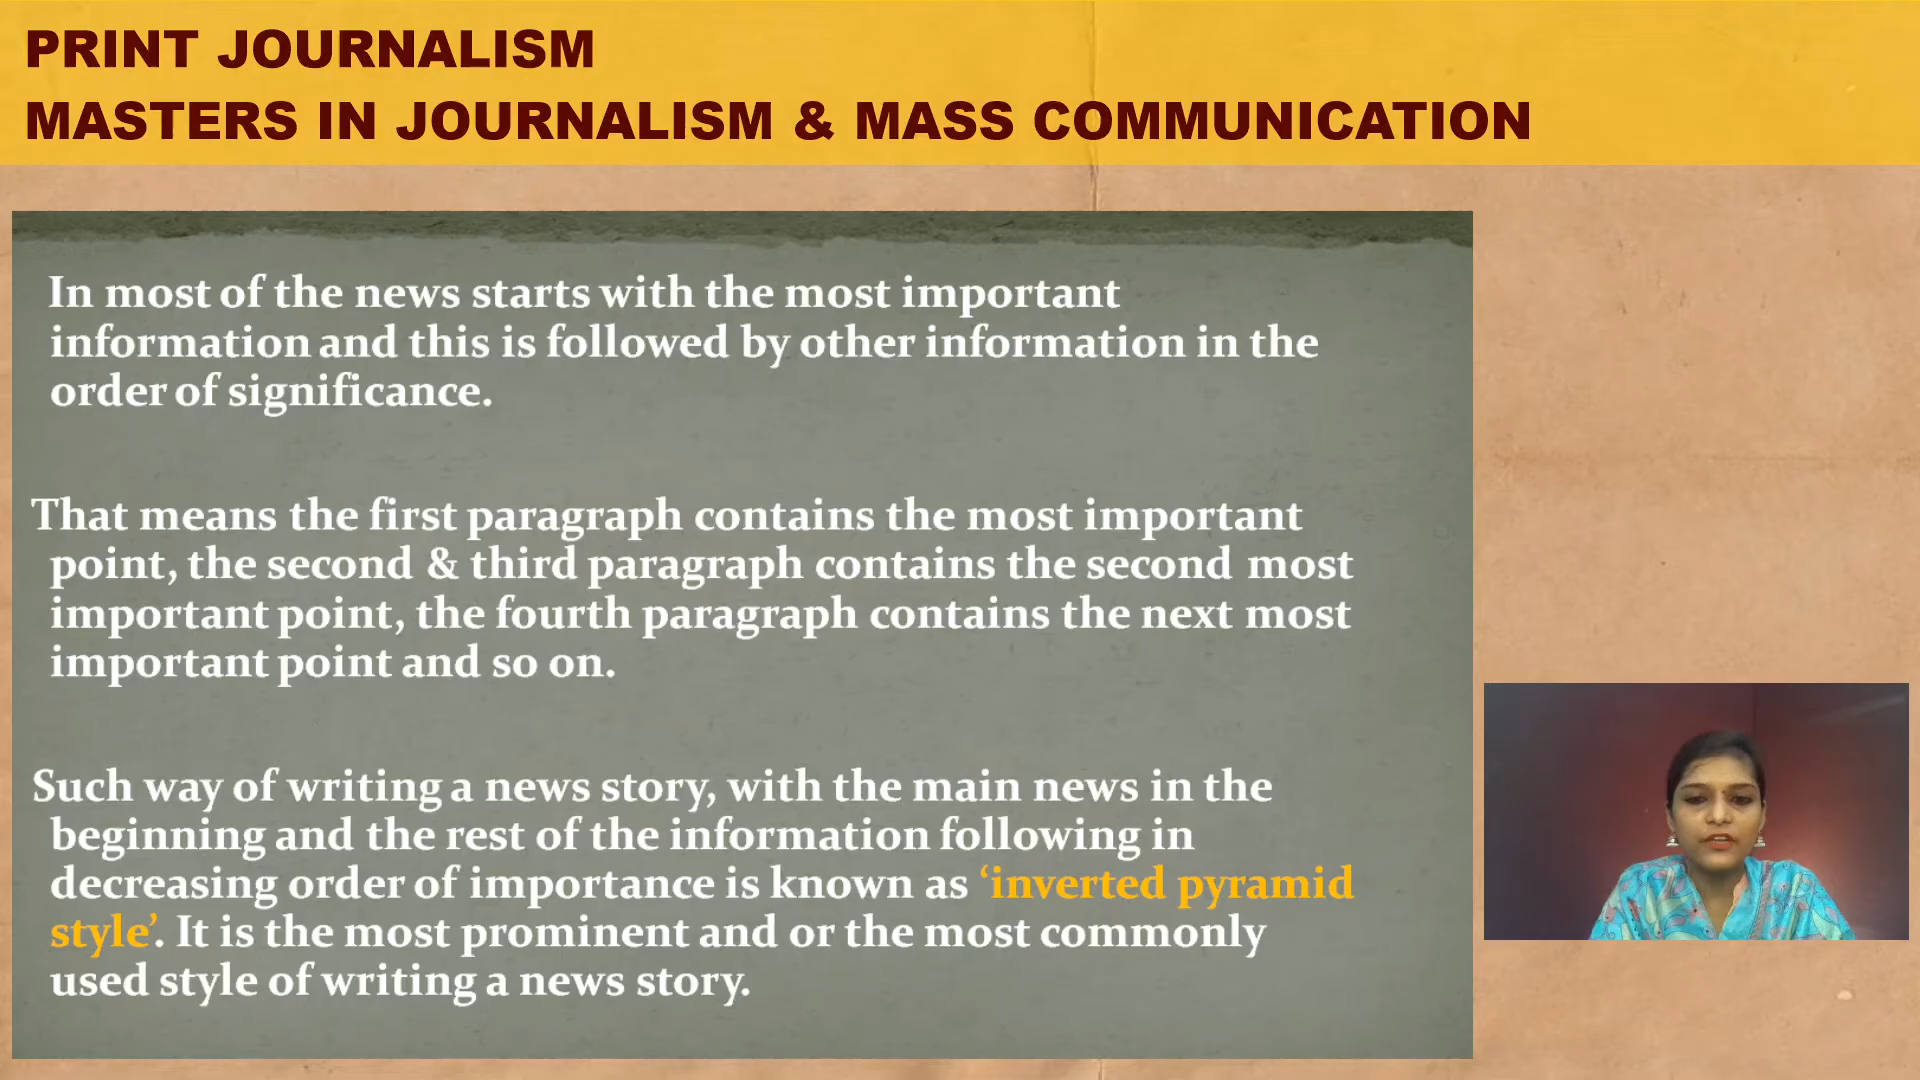 PRINT JOURNALISM
MASTERS IN JOURNALISM & MASS COMMUNICATION
In most of the news starts with the most important
information and this is followed by other information in the
order of significance.
That means the first paragraph contains the most important
point, the second & third paragraph contains the second most
important point, the fourth paragraph contains the next most
important point and so on.
Such way of writing a news story, with the main news in the
beginning and the rest of the information following in
decreasing order of importance is known as ‘inverted pyramid
style’. It is the most prominent and or the most commonly
used style of writing a news story.